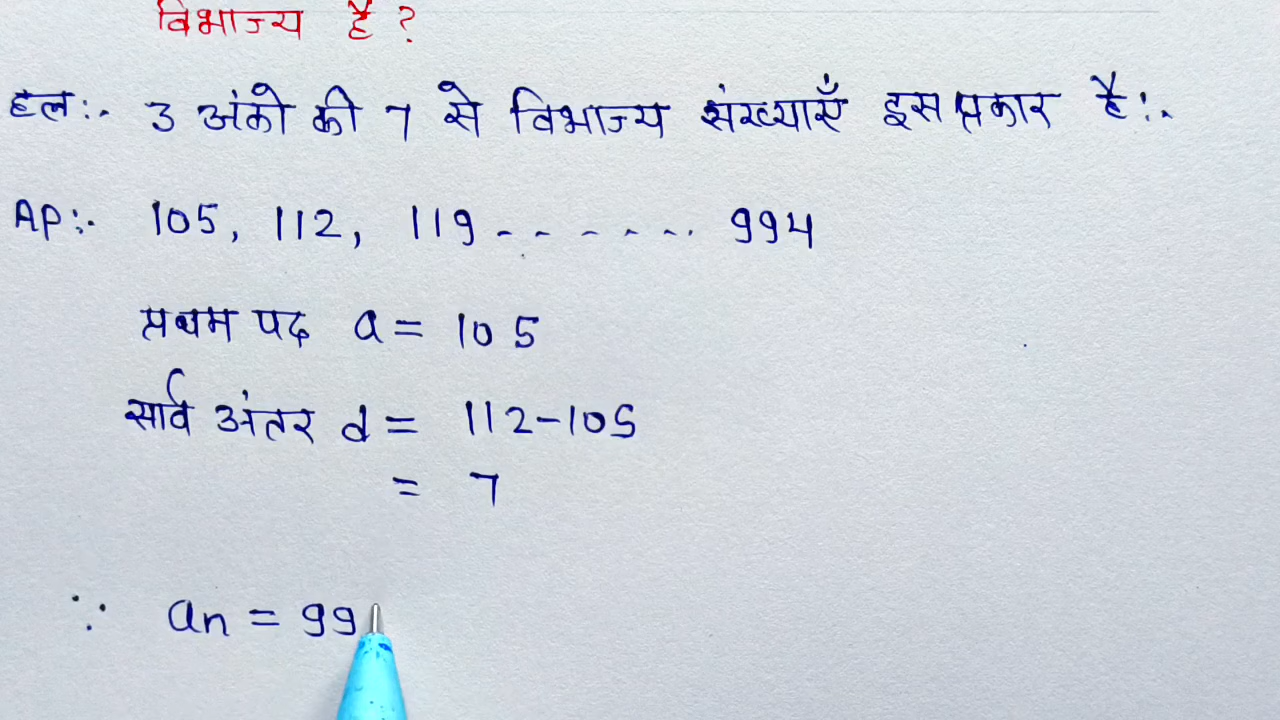 विभाज्य है ?
हल:- 3 अंको की 7 से विभाज्य संख्याएँ इस प्रकार है:-
AP:- 105, 112, 119 - - - - - - - 994
प्रथम पद a = 105
सार्व अंतर d = 112-105
= 7
∵ an = 99